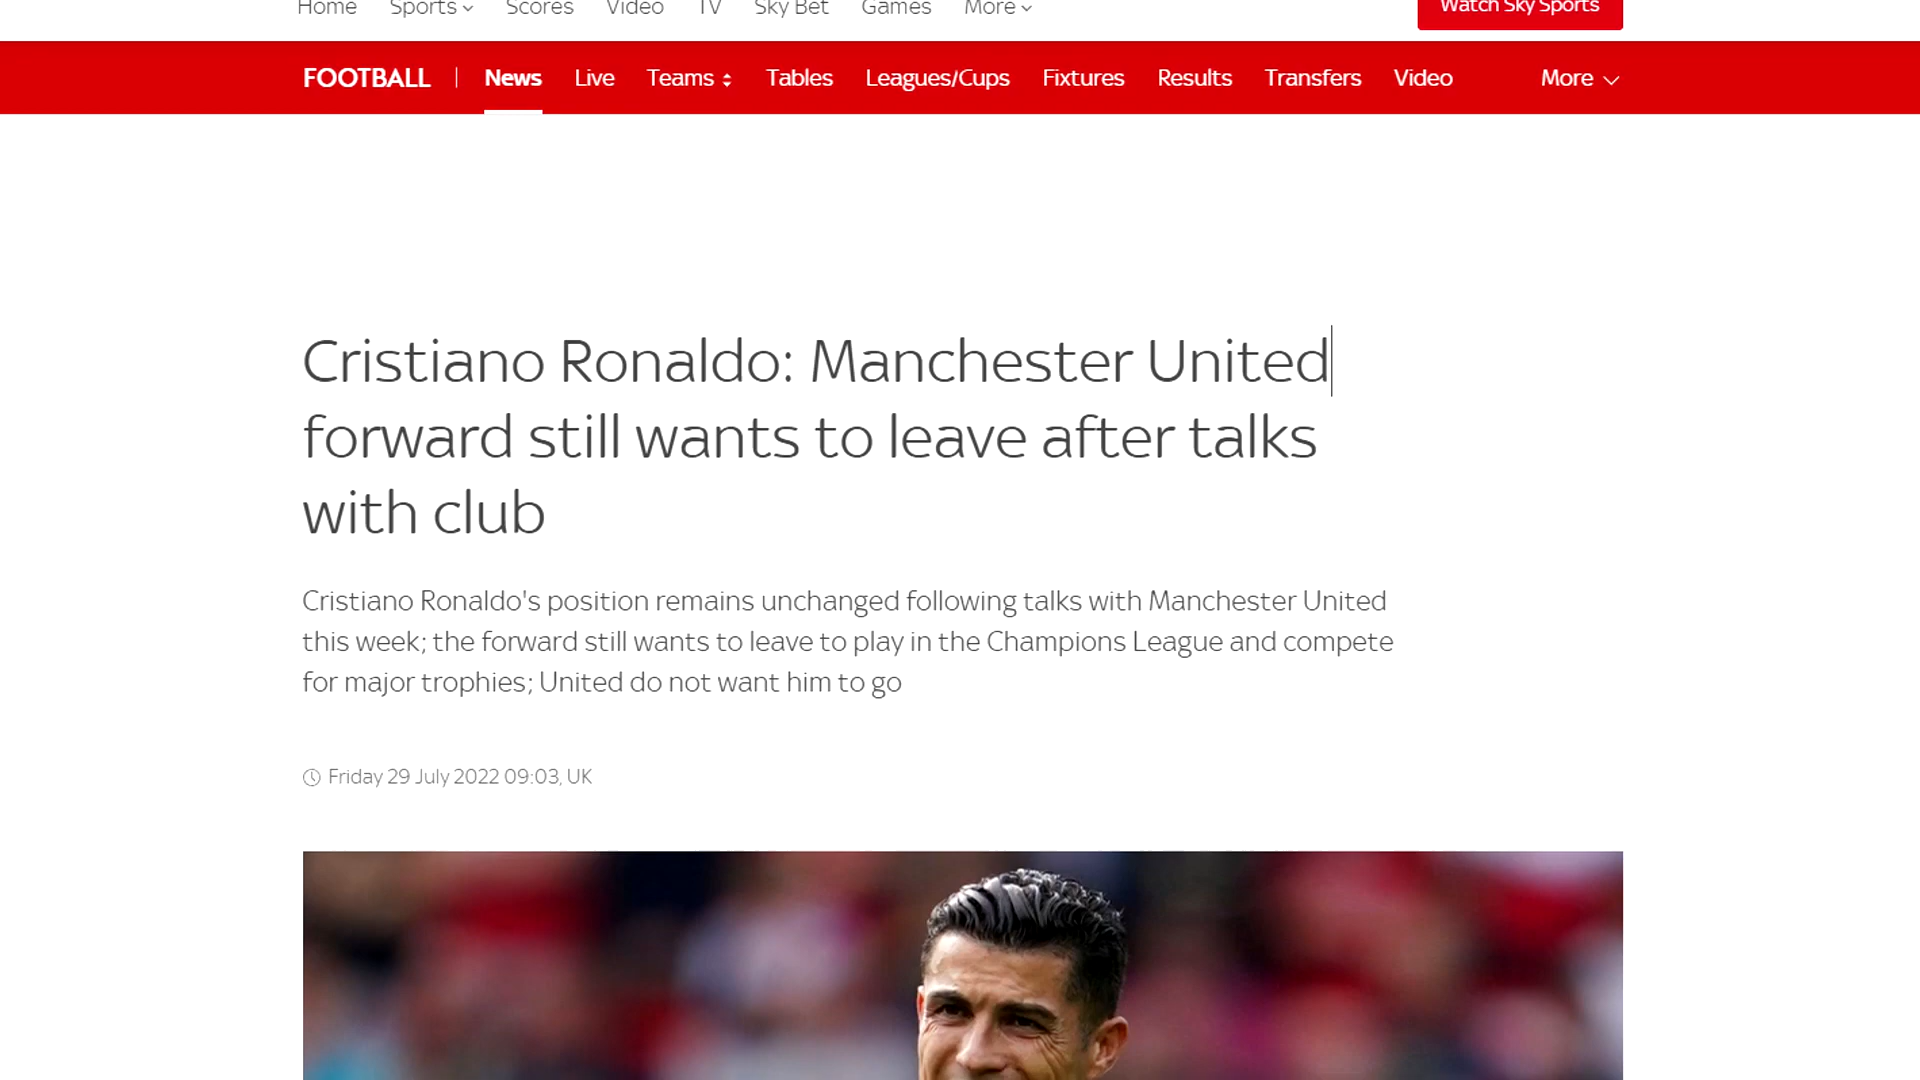 Home Sports Scores Video TV Sky Bet Games More Watch Sky Sports
FOOTBALL | News Live Teams Tables Leagues/Cups Fixtures Results Transfers Video More
Cristiano Ronaldo: Manchester United
forward still wants to leave after talks
with club
Cristiano Ronaldo's position remains unchanged following talks with Manchester United
this week; the forward still wants to leave to play in the Champions League and compete
for major trophies; United do not want him to go
Friday 29 July 2022 09:03, UK